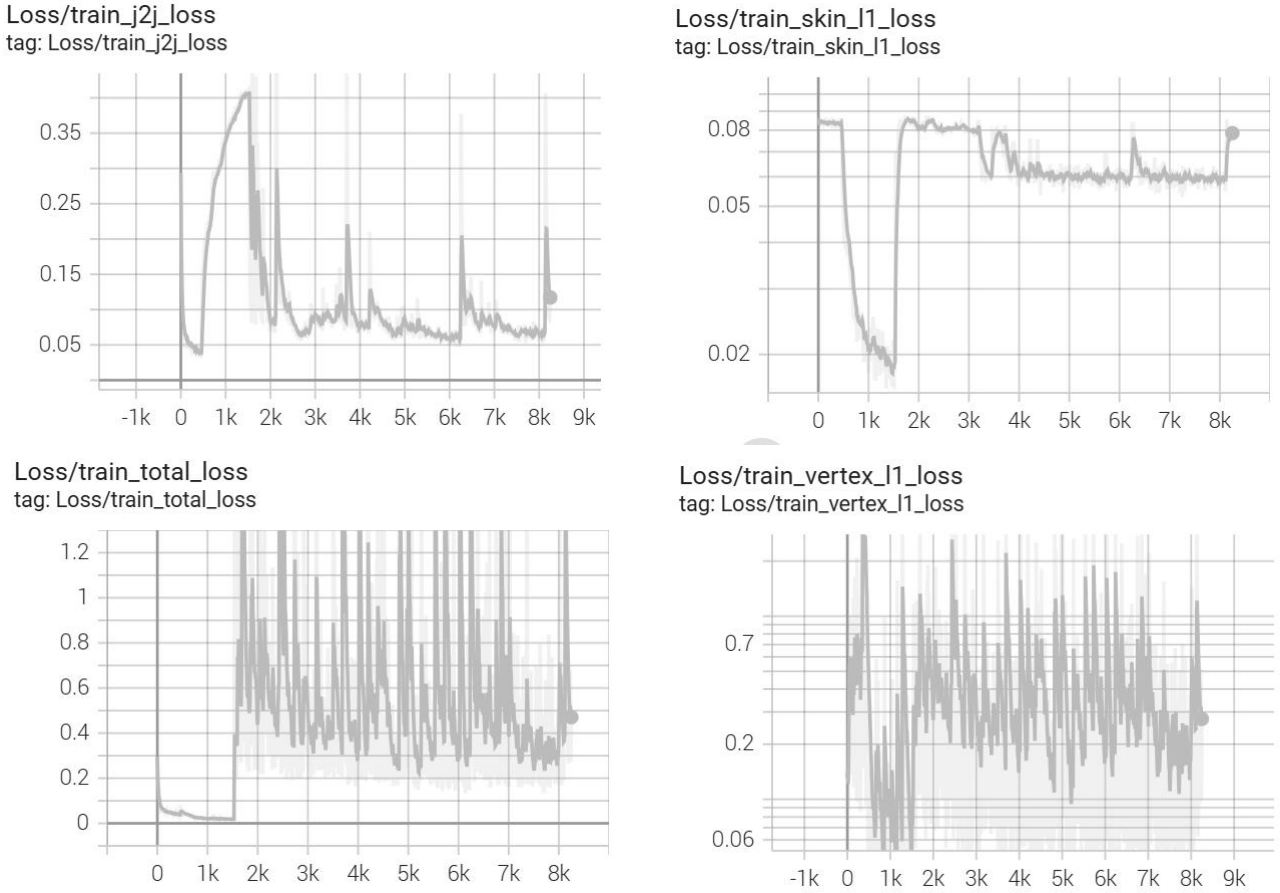 Loss/train_j2j_loss
tag: Loss/train_j2j_loss
0.35
0.25
0.15
0.05
-1k 0 1k 2k 3k 4k 5k 6k 7k 8k 9k
Loss/train_skin_l1_loss
tag: Loss/train_skin_l1_loss
0.08
0.05
0.02
0 1k 2k 3k 4k 5k 6k 7k 8k
Loss/train_total_loss
tag: Loss/train_total_loss
1.2
1
0.8
0.6
0.4
0.2
0
0 1k 2k 3k 4k 5k 6k 7k 8k
Loss/train_vertex_l1_loss
tag: Loss/train_vertex_l1_loss
0.7
0.2
0.06
-1k 0 1k 2k 3k 4k 5k 6k 7k 8k 9k